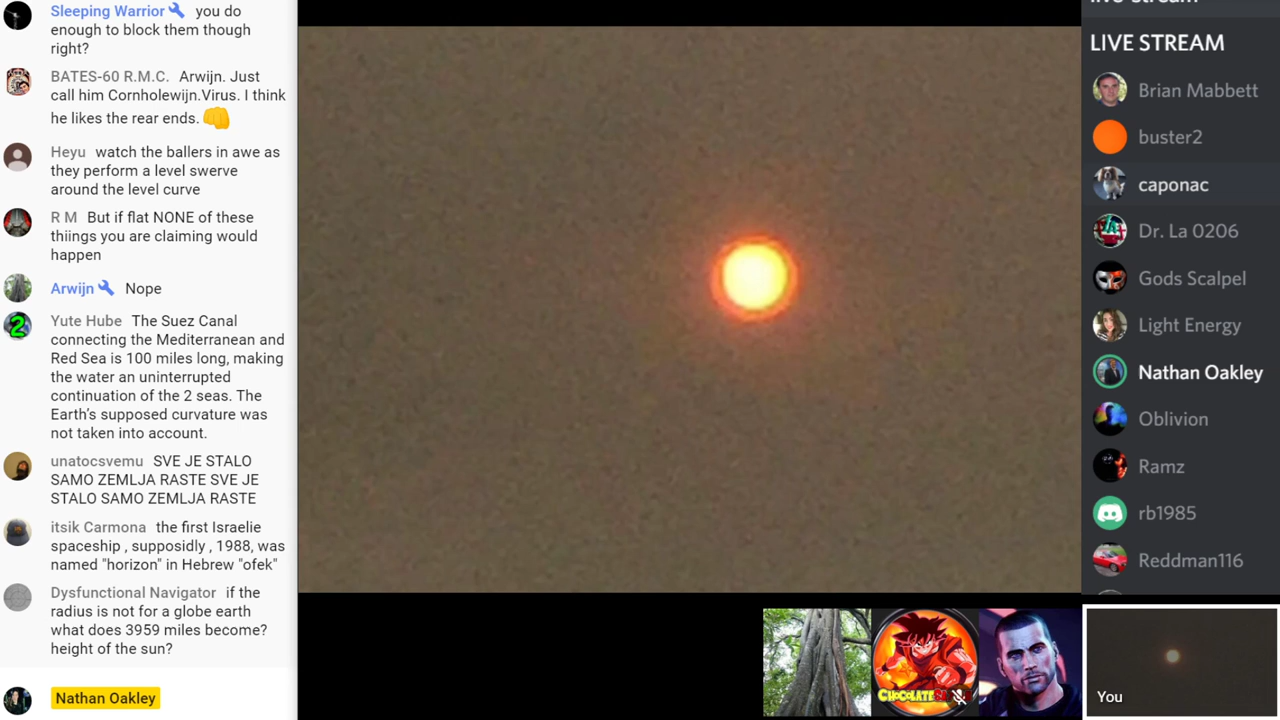 Sleeping Warrior you do
enough to block them though
right?
BATES-60 R.M.C. Arwijn. Just
call him Cornholewijn.Virus. I think
he likes the rear ends.
Heyu watch the ballers in awe as
they perform a level swerve
around the level curve
R M But if flat NONE of these
thiings you are claiming would
happen
Arwijn Nope
Yute Hube The Suez Canal
connecting the Mediterranean and
Red Sea is 100 miles long, making
the water an uninterrupted
continuation of the 2 seas. The
Earth's supposed curvature was
not taken into account.
unatocsvemu SVE JE STALO
SAMO ZEMLJA RASTE SVE JE
STALO SAMO ZEMLJA RASTE
itsik Carmona the first Israelie
spaceship , supposidly , 1988, was
named "horizon" in Hebrew "ofek"
Dysfunctional Navigator if the
radius is not for a globe earth
what does 3959 miles become?
height of the sun?
Nathan Oakley
2
LIVE STREAM
Brian Mabbett
buster2
caponac
Dr. La 0206
Gods Scalpel
Light Energy
Nathan Oakley
Oblivion
Ramz
rb1985
Reddman116
You